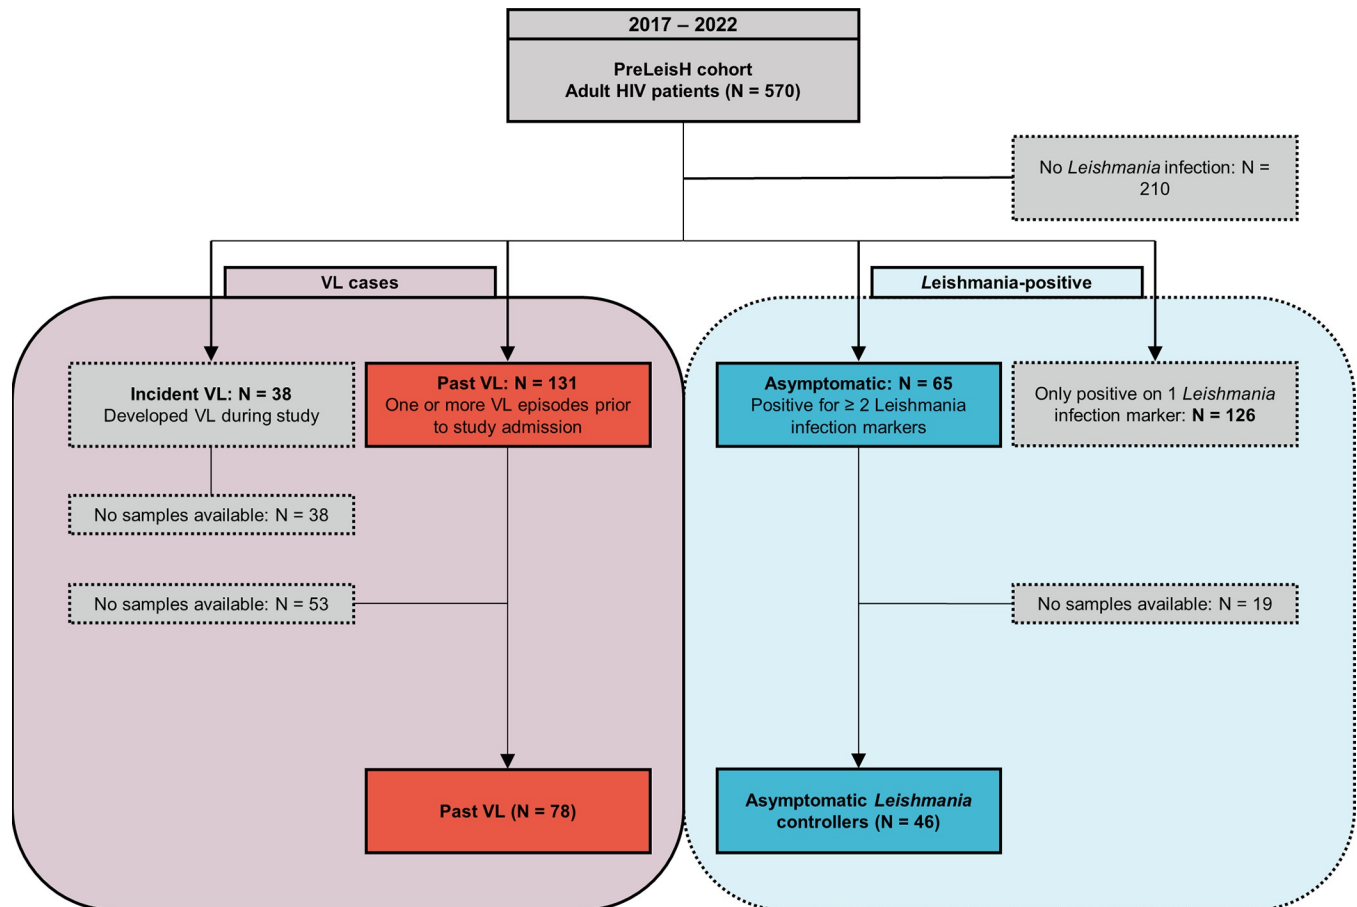 2017 – 2022
PreLeisH cohort
Adult HIV patients (N = 570)
No Leishmania infection: N =
210
VL cases
Leishmania-positive
Incident VL: N = 38
Developed VL during study
Past VL: N = 131
One or more VL episodes prior
to study admission
Asymptomatic: N = 65
Positive for ≥ 2 Leishmania
infection markers
Only positive on 1 Leishmania
infection marker: N = 126
No samples available: N = 38
No samples available: N = 53
No samples available: N = 19
Past VL (N = 78)
Asymptomatic Leishmania
controllers (N = 46)